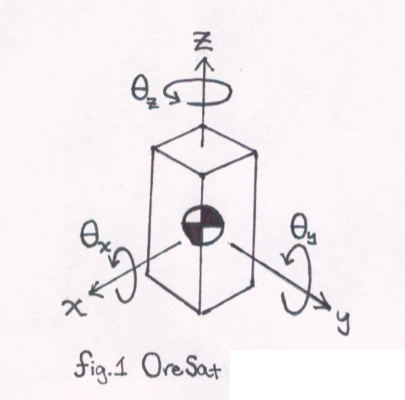 Z
θz
θx
θy
x
y
fig.1 OreSat